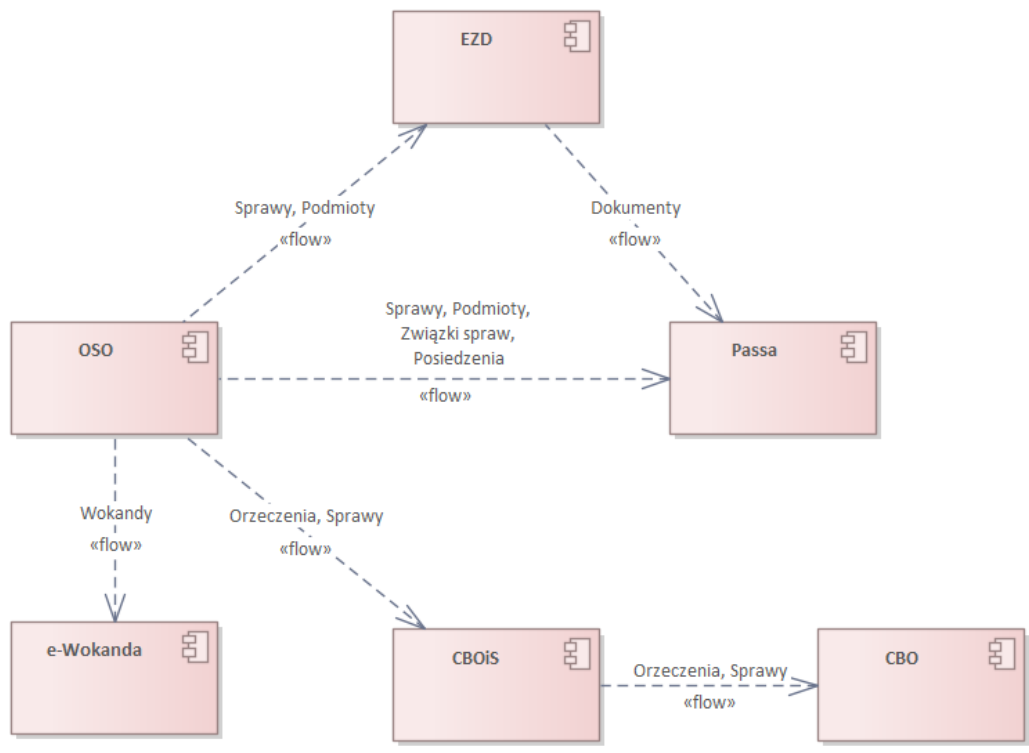 EZD
Sprawy, Podmioty
«flow»
Dokumenty
«flow»
Sprawy, Podmioty,
Związki spraw,
Posiedzenia
«flow»
OSO
Passa
Wokandy
«flow»
Orzeczenia, Sprawy
«flow»
e-Wokanda
CBOiS
Orzeczenia, Sprawy
«flow»
CBO